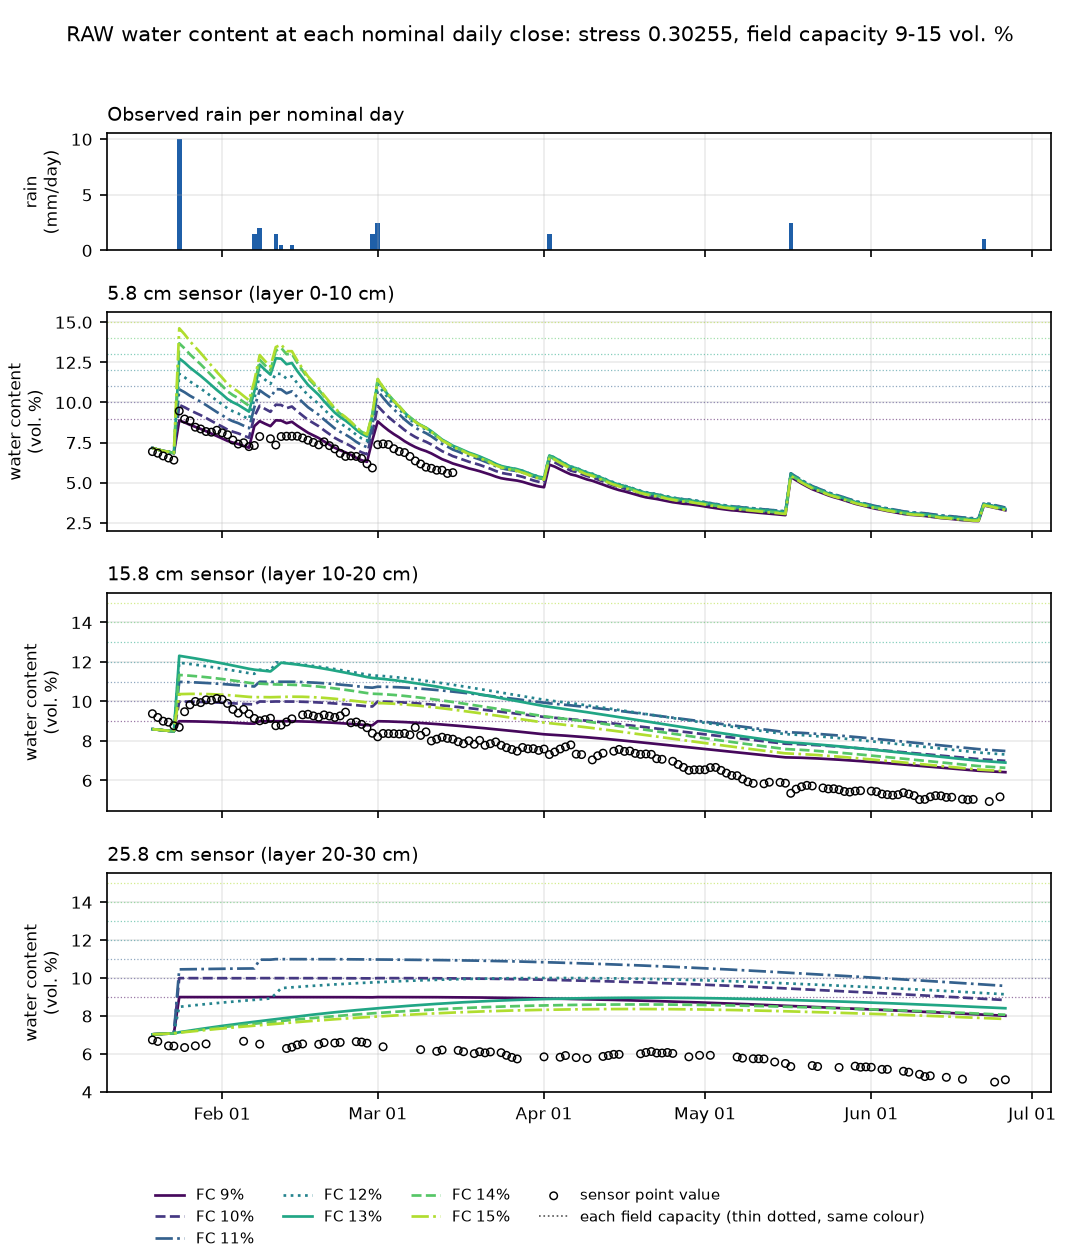 RAW water content at each nominal daily close: stress 0.30255, field capacity 9-15 vol. %
Observed rain per nominal day
10
5
0
rain
(mm/day)
5.8 cm sensor (layer 0-10 cm)
15.0
12.5
10.0
7.5
5.0
2.5
water content
(vol. %)
15.8 cm sensor (layer 10-20 cm)
14
12
10
8
6
water content
(vol. %)
25.8 cm sensor (layer 20-30 cm)
14
12
10
8
6
4
water content
(vol. %)
Feb 01
Mar 01
Apr 01
May 01
Jun 01
Jul 01
FC 9%
FC 10%
FC 11%
FC 12%
FC 13%
FC 14%
FC 15%
sensor point value
each field capacity (thin dotted, same colour)